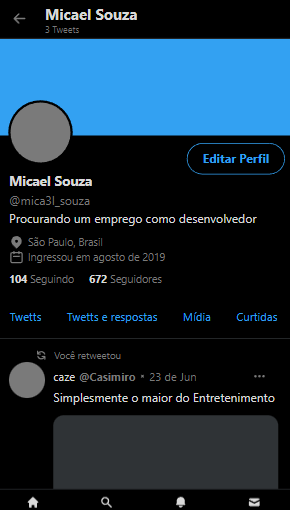 Micael Souza
3 Tweets
Editar Perfil
Micael Souza
@mica3l_souza
Procurando um emprego como desenvolvedor
São Paulo, Brasil
Ingressou em agosto de 2019
104 Seguindo 672 Seguidores
Twetts Twetts e respostas Mídia Curtidas
Você retweetou
caze @Casimiro • 23 de Jun
Simplesmente o maior do Entretenimento